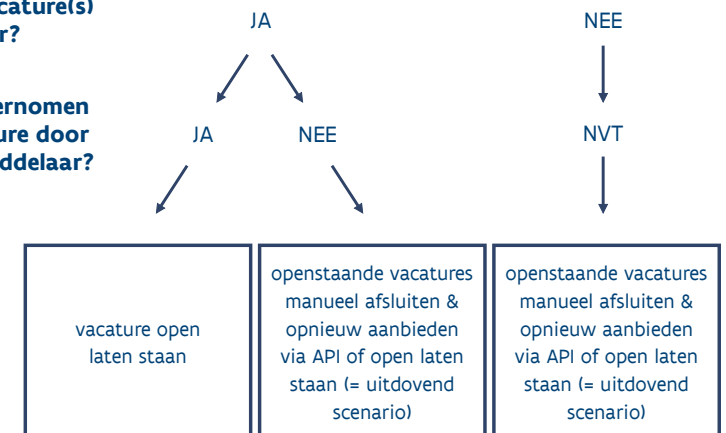 JA
NEE
JA
NEE
NVT
vacature open
laten staan
openstaande vacatures
manueel afsluiten &
opnieuw aanbieden
via API of open laten
staan (= uitdovend
scenario)
openstaande vacatures
manueel afsluiten &
opnieuw aanbieden
via API of open laten
staan (= uitdovend
scenario)